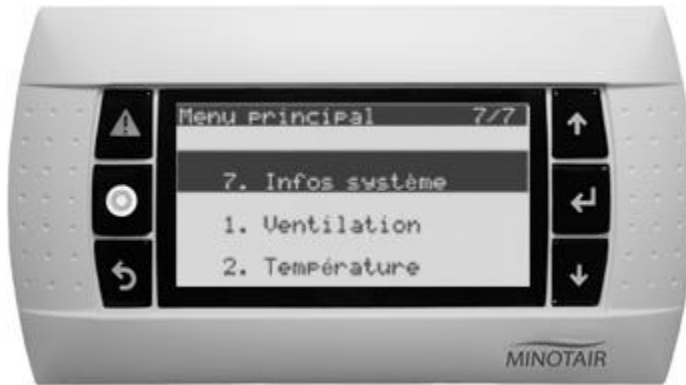 Menu principal 7/7
7. Infos système
1. Ventilation
2. Température
MINOTAIR